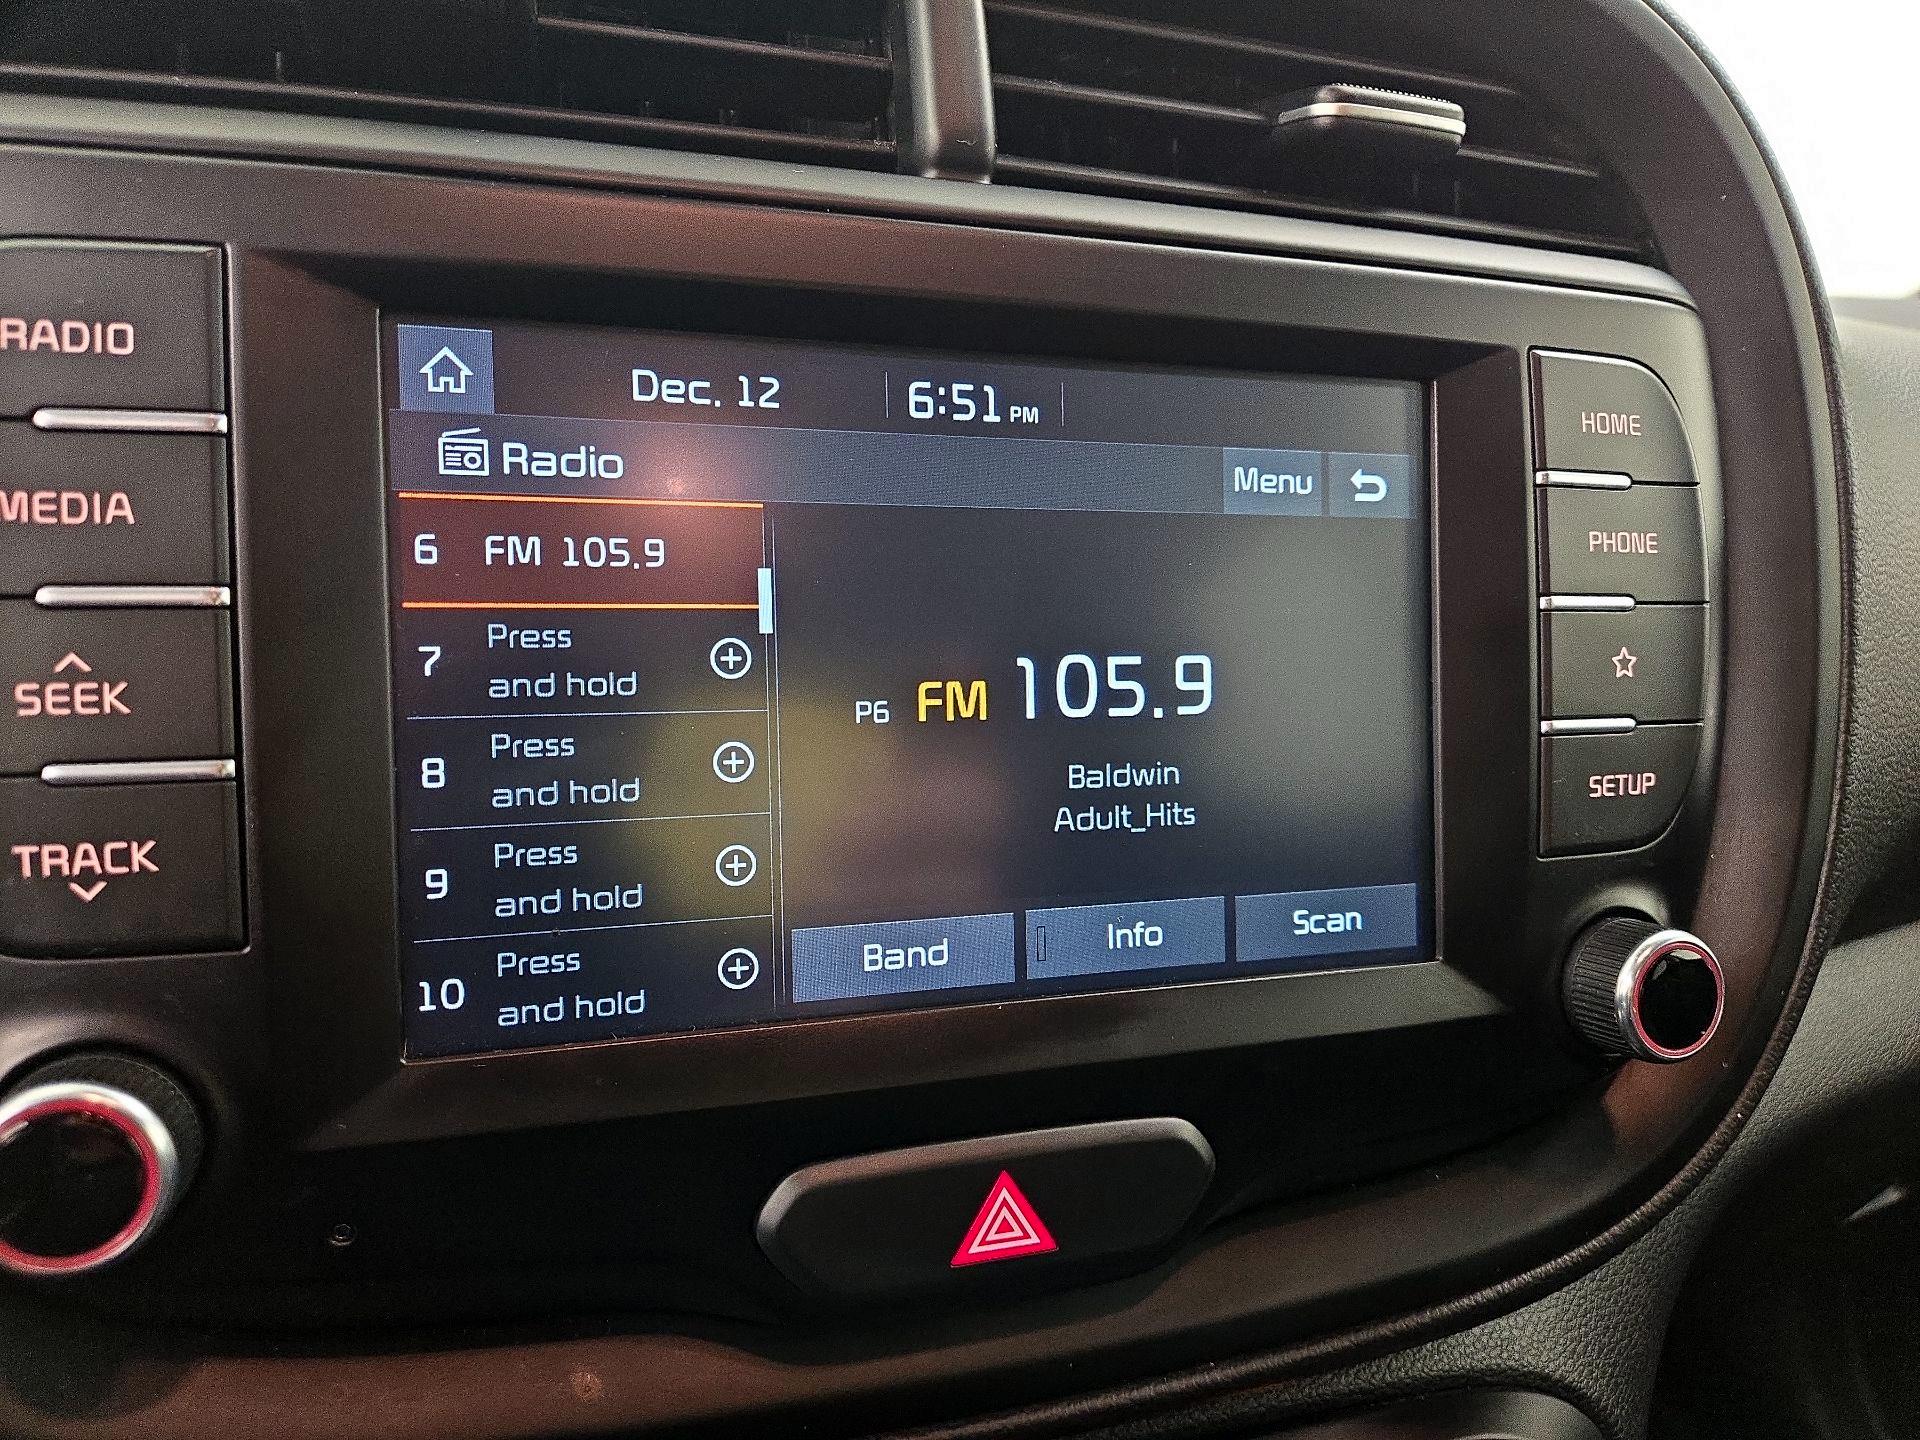 RADIO
MEDIA
SEEK
TRACK
Dec. 12
6:51 PM
Radio
Menu
6 FM 105.9
7 Press
and hold
8 Press
and hold
9 Press
and hold
10 Press
and hold
P6 FM 105.9
Baldwin
Adult_Hits
Band
Info
Scan
HOME
PHONE
SETUP